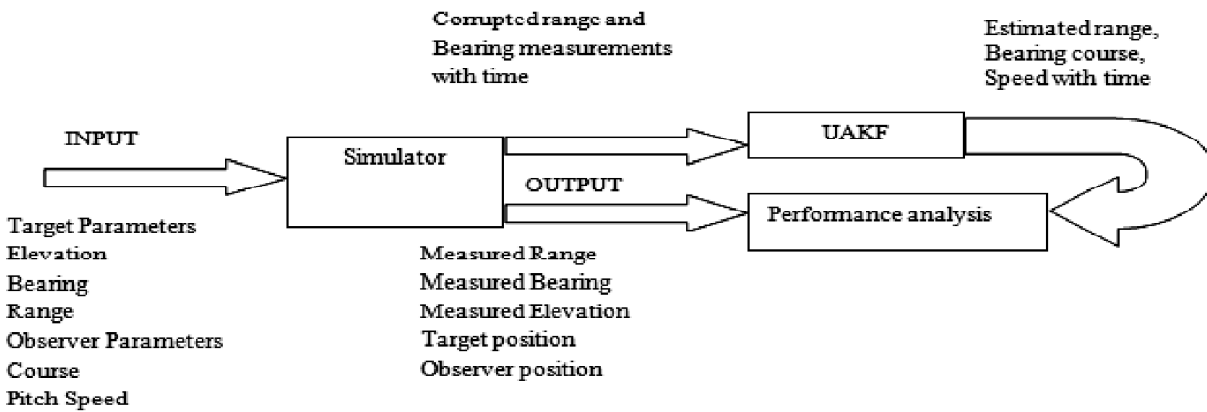 Corrupted range and
Bearing measurements
with time
Estimated range,
Bearing course,
Speed with time
INPUT
Simulator
UAKF
OUTPUT
Performance analysis
Target Parameters
Elevation
Bearing
Range
Observer Parameters
Course
Pitch Speed
Measured Range
Measured Bearing
Measured Elevation
Target position
Observer position